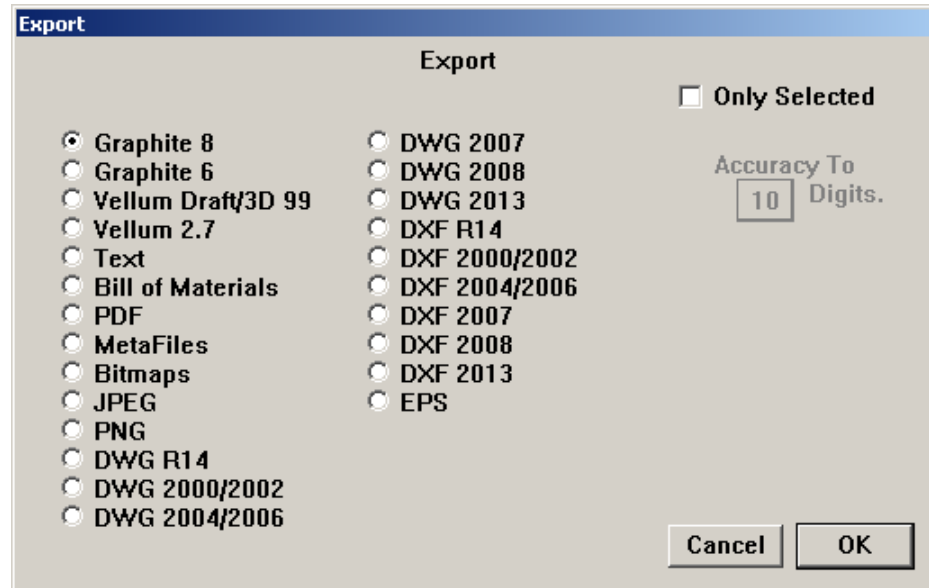 Export
Export
Only Selected
Graphite 8
Graphite 6
Vellum Draft/3D 99
Vellum 2.7
Text
Bill of Materials
PDF
MetaFiles
Bitmaps
JPEG
PNG
DWG R14
DWG 2000/2002
DWG 2004/2006
DWG 2007
DWG 2008
DWG 2013
DXF R14
DXF 2000/2002
DXF 2004/2006
DXF 2007
DXF 2008
DXF 2013
EPS
Accuracy To
10 Digits.
Cancel OK